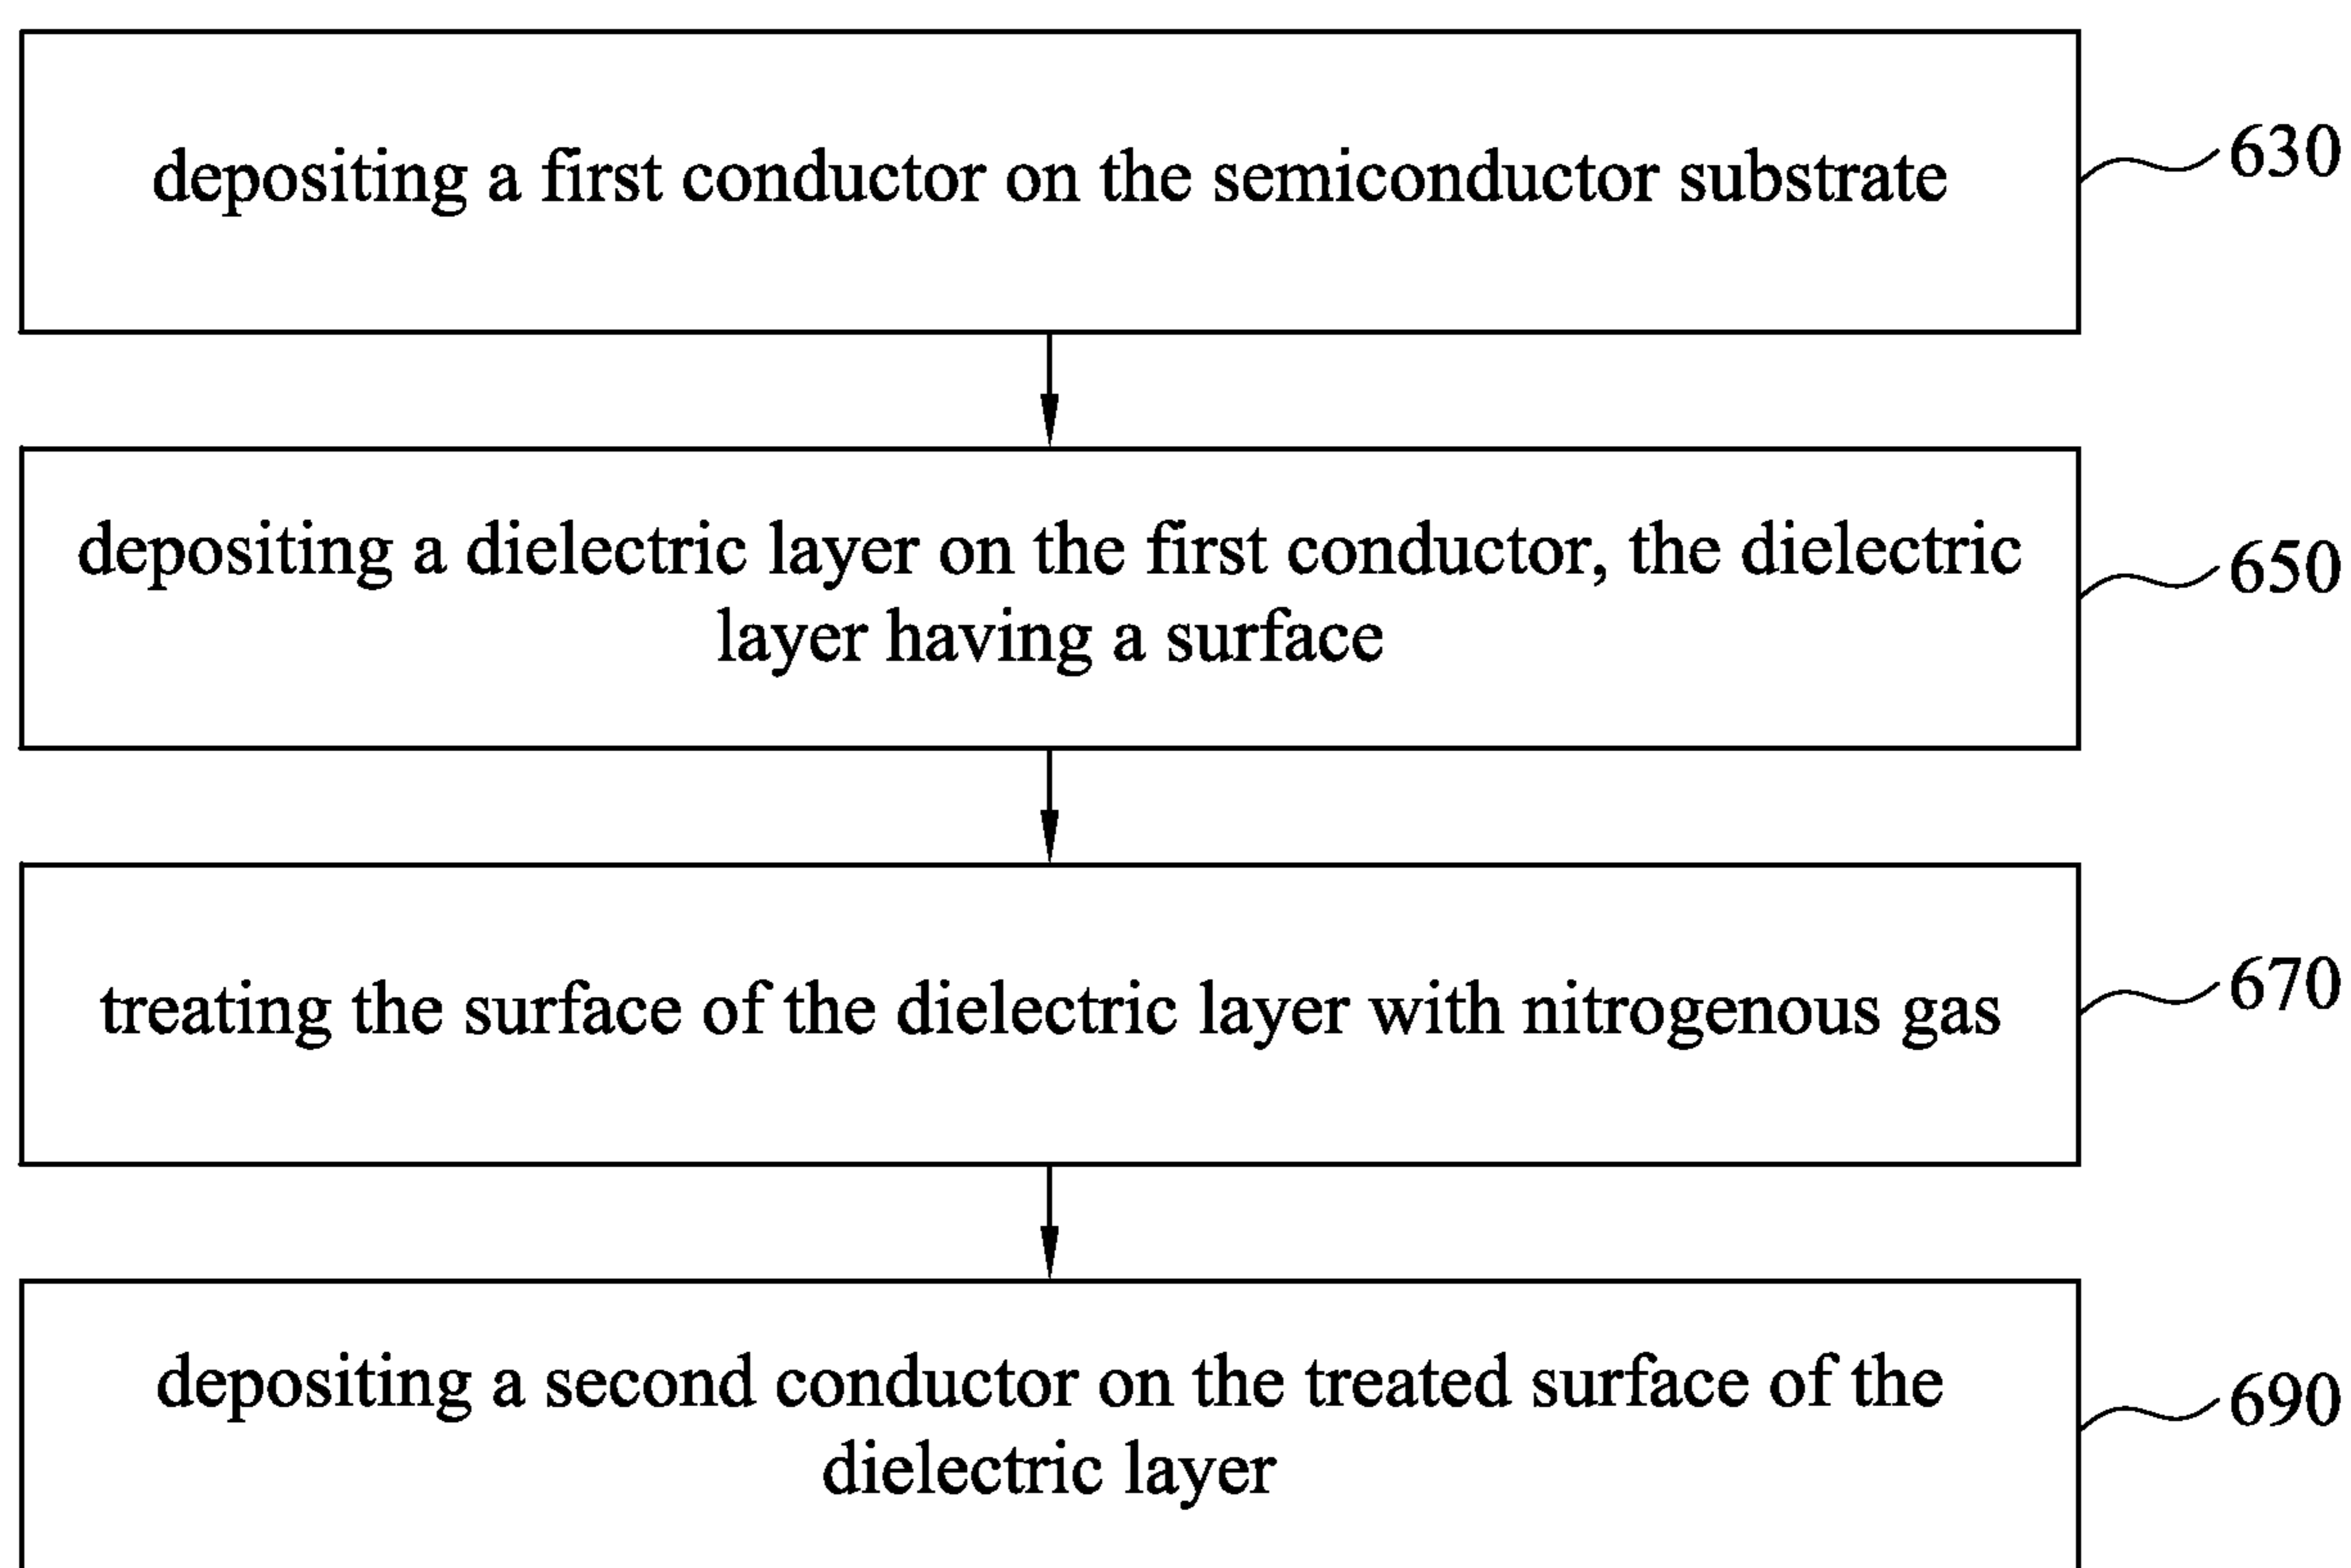 depositing a first conductor on the semiconductor substrate
630
depositing a dielectric layer on the first conductor, the dielectric
layer having a surface
650
treating the surface of the dielectric layer with nitrogenous gas
670
depositing a second conductor on the treated surface of the
dielectric layer
690